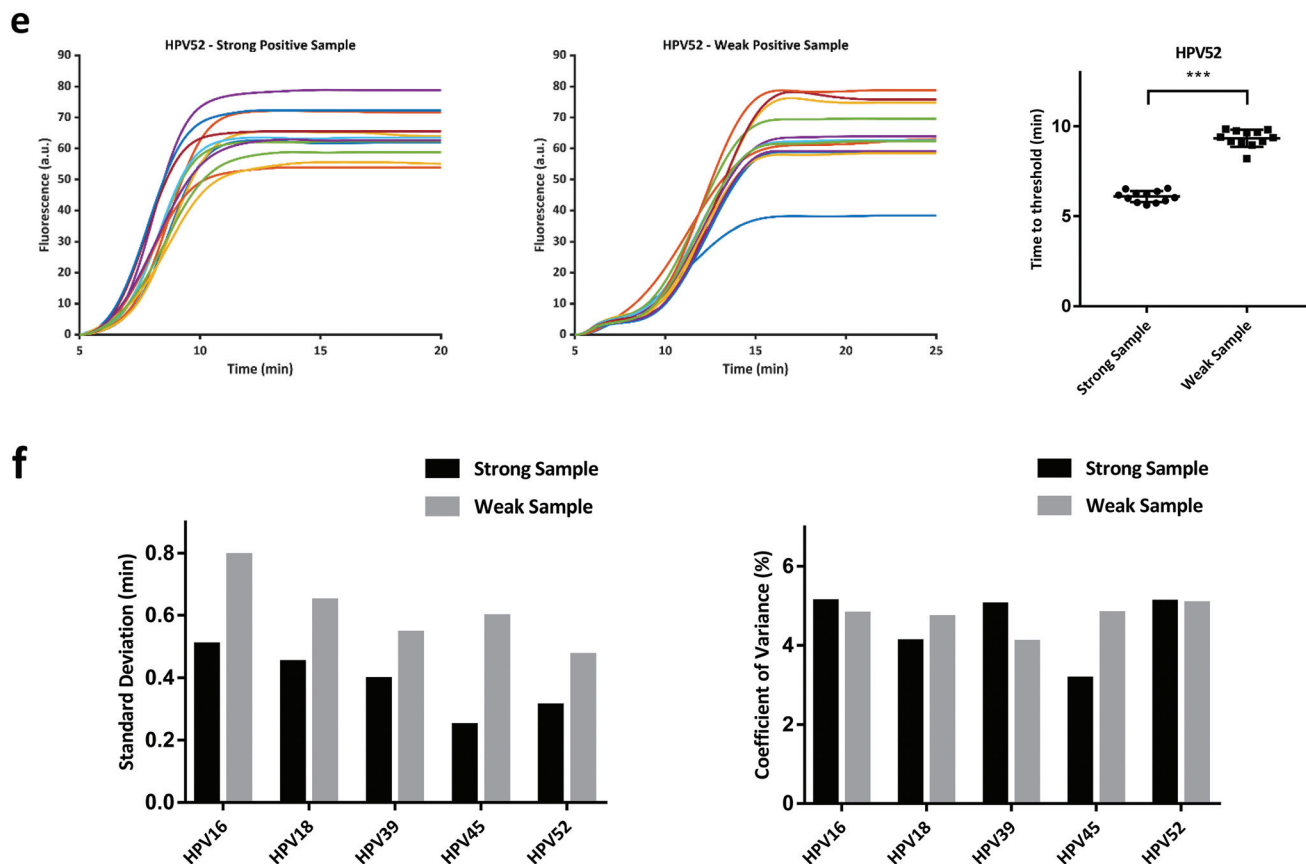 e
HPV52 - Strong Positive Sample
90
80
70
60
50
40
30
20
10
0
Fluorescence (a.u.)
5 10 15 20
Time (min)
HPV52 - Weak Positive Sample
90
80
70
60
50
40
30
20
10
0
Fluorescence (a.u.)
5 10 15 20 25
Time (min)
HPV52
***
10
5
0
Time to threshold (min)
Strong Sample
Weak Sample
f
Strong Sample
Weak Sample
0.8
0.6
0.4
0.2
0.0
Standard Deviation (min)
HPV16 HPV18 HPV39 HPV45 HPV52
Strong Sample
Weak Sample
6
4
2
0
Coefficient of Variance (%)
HPV16 HPV18 HPV39 HPV45 HPV52